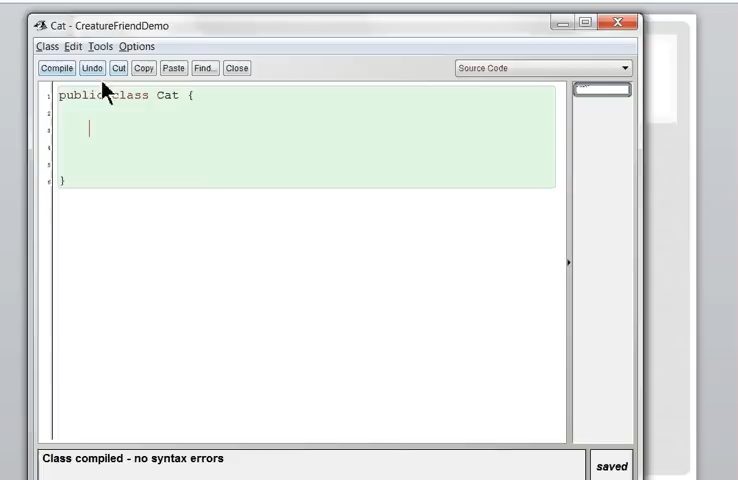 Cat - CreatureFriendDemo
Class Edit Tools Options
Compile Undo Cut Copy Paste Find... Close Source Code
1 public class Cat {
2
3
4
5
6 }
Class compiled - no syntax errors
saved